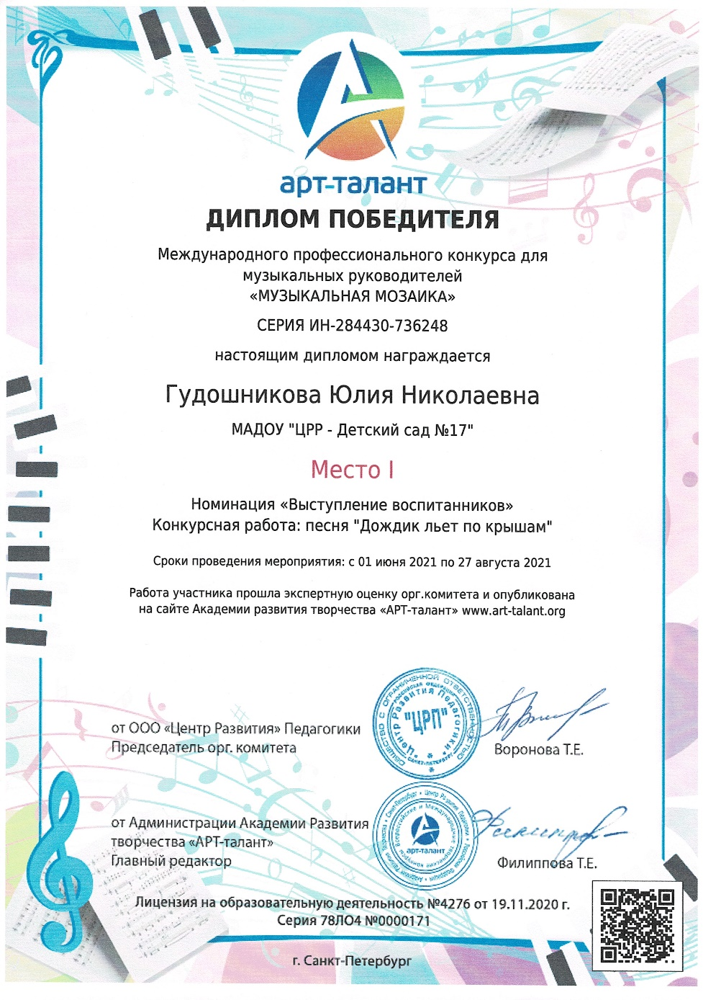 арт-талант
ДИПЛОМ ПОБЕДИТЕЛЯ
Международного профессионального конкурса для
музыкальных руководителей
«МУЗЫКАЛЬНАЯ МОЗАИКА»
СЕРИЯ ИН-284430-736248
настоящим дипломом награждается
Гудошникова Юлия Николаевна
МАДОУ "ЦРР - Детский сад №17"
Место I
Номинация «Выступление воспитанников»
Конкурсная работа: песня "Дождик льет по крышам"
Сроки проведения мероприятия: с 01 июня 2021 по 27 августа 2021
Работа участника прошла экспертную оценку орг.комитета и опубликована
на сайте Академии развития творчества «АРТ-талант» www.art-talant.org
ОБЩЕСТВО С ОГРАНИЧЕННОЙ ОТВЕТСТВЕННОСТЬЮ
РОССИЙСКАЯ ФЕДЕРАЦИЯ
"Центр Развития Педагогики"
САНКТ-ПЕТЕРБУРГ
"ЦРП"
от ООО «Центр Развития» Педагогики
Председатель орг. комитета
Воронова Т.Е.
арт-талант
от Администрации Академии Развития
творчества «АРТ-талант»
Главный редактор
Филиппова Т.Е.
Лицензия на образовательную деятельность №4276 от 19.11.2020 г.
Серия 78ЛО4 №0000171
г. Санкт-Петербург